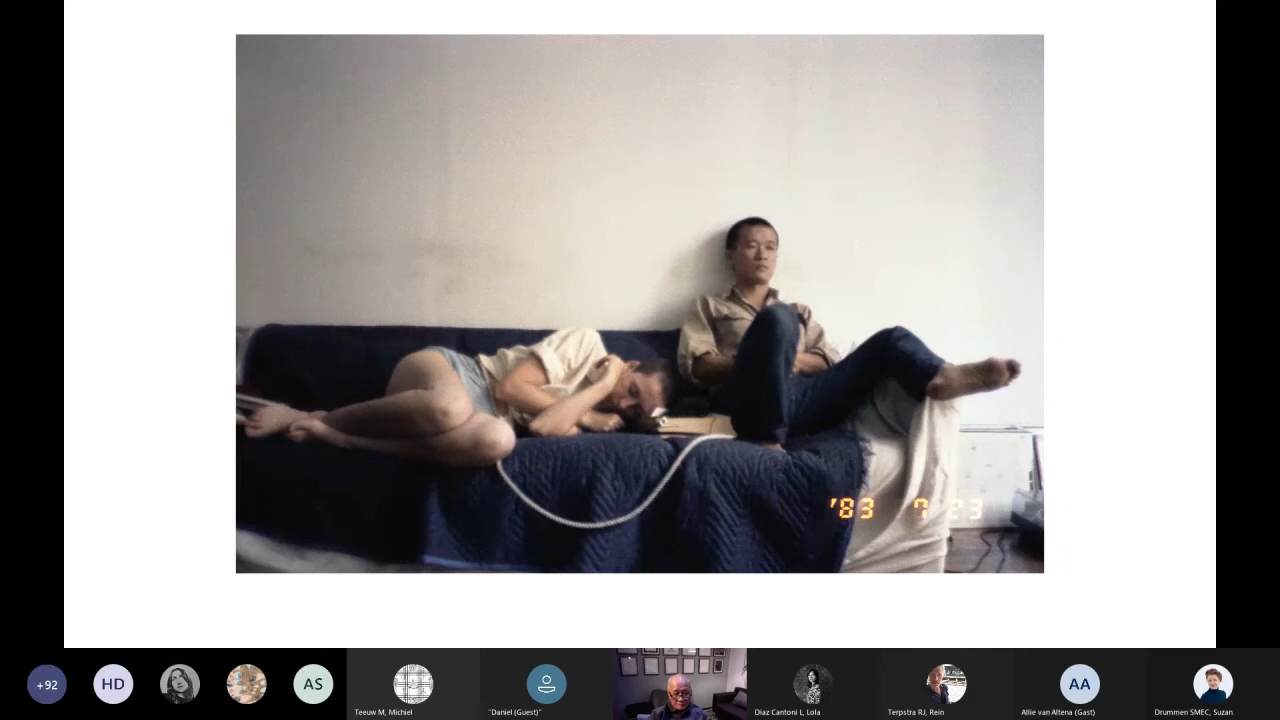 '83 7 23
+92
HD
AS
Teeuw M, Michiel
"Daniel (Guest)"
Diaz Cantoni L, Lola
Terpstra RJ, Rein
AA
Allie van Altena (Gast)
Drummen SMEC, Suzan